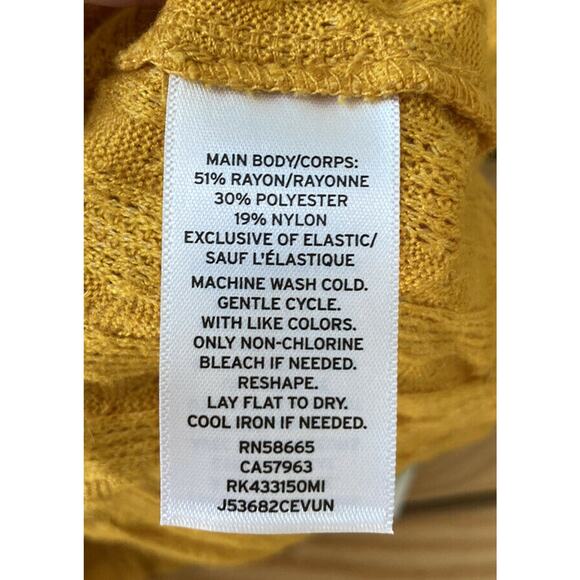 MAIN BODY/CORPS:
51% RAYON/RAYONNE
30% POLYESTER
19% NYLON
EXCLUSIVE OF ELASTIC/
SAUF L'ÉLASTIQUE
MACHINE WASH COLD.
GENTLE CYCLE.
WITH LIKE COLORS.
ONLY NON-CHLORINE
BLEACH IF NEEDED.
RESHAPE.
LAY FLAT TO DRY.
COOL IRON IF NEEDED.
RN58665
CA57963
RK433150MI
J53682CEVUN